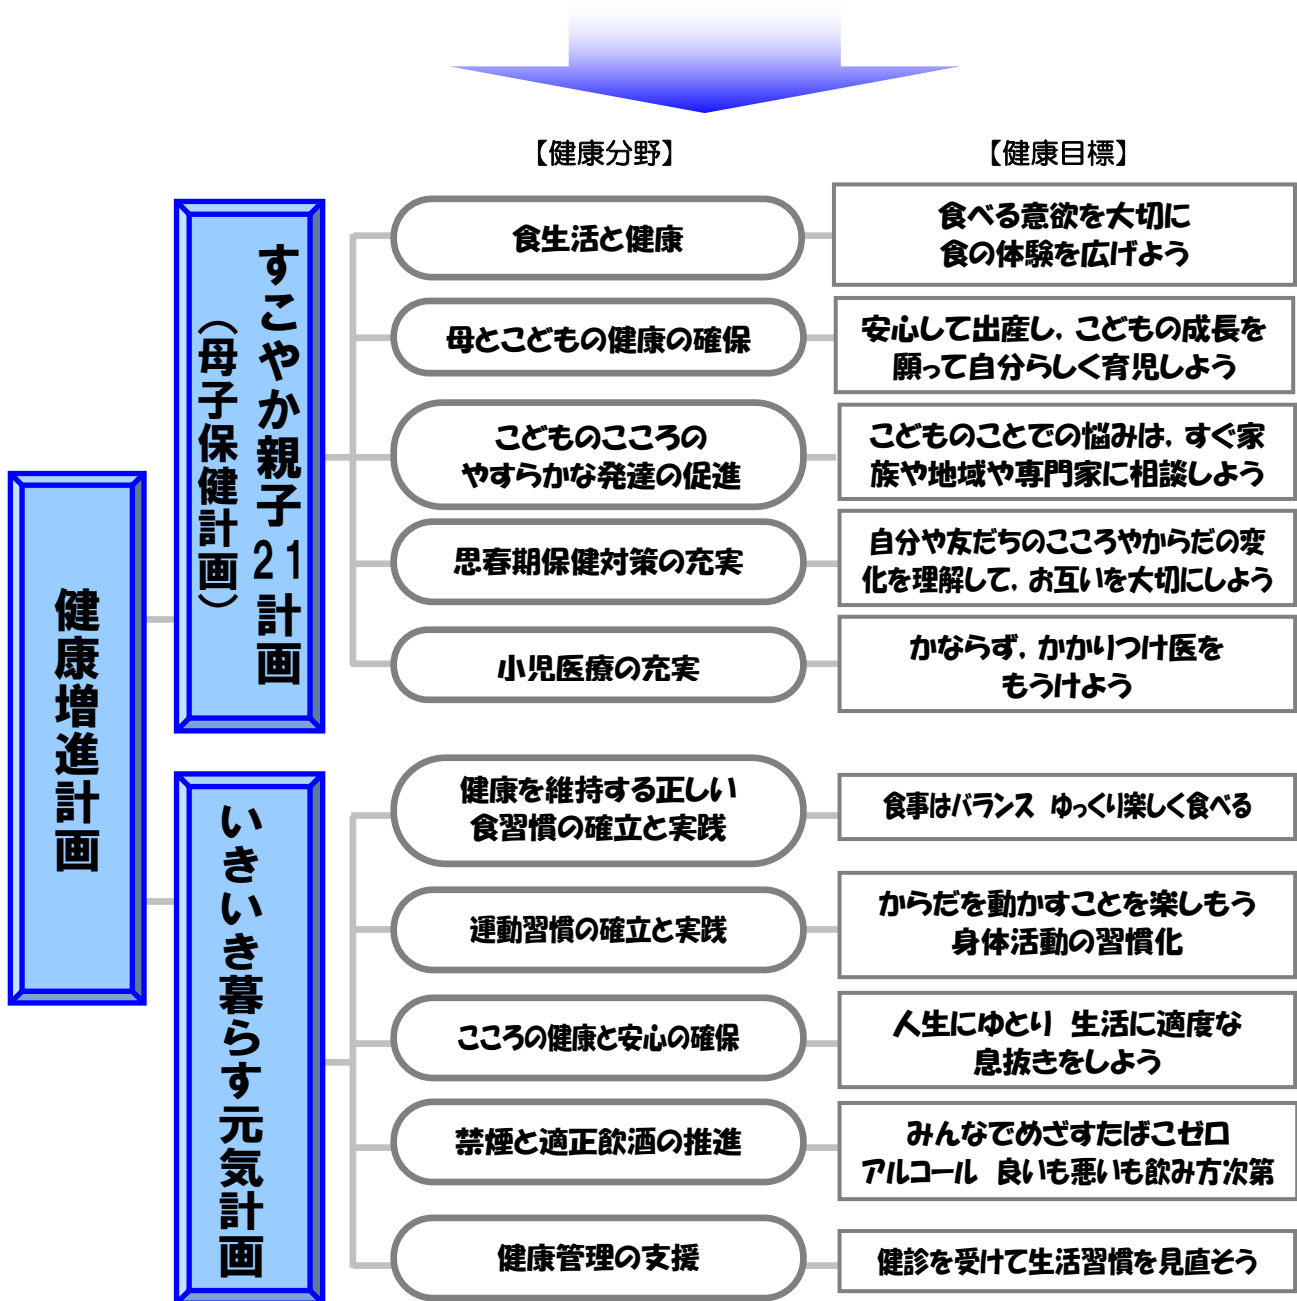 【健康分野】
【健康目標】
健康増進計画
すこやか親子21計画
（母子保健計画）
食生活と健康
食べる意欲を大切に
食の体験を広げよう
母とこどもの健康の確保
安心して出産し，こどもの成長を
願って自分らしく育児しよう
こどものこころの
やすらかな発達の促進
こどものことでの悩みは，すぐ家
族や地域や専門家に相談しよう
思春期保健対策の充実
自分や友だちのこころやからだの変
化を理解して，お互いを大切にしよう
小児医療の充実
かならず，かかりつけ医を
もうけよう
いきいき暮らす元気計画
健康を維持する正しい
食習慣の確立と実践
食事はバランス ゆっくり楽しく食べる
運動習慣の確立と実践
からだを動かすことを楽しもう
身体活動の習慣化
こころの健康と安心の確保
人生にゆとり 生活に適度な
息抜きをしよう
禁煙と適正飲酒の推進
みんなでめざすたばこゼロ
アルコール 良いも悪いも飲み方次第
健康管理の支援
健診を受けて生活習慣を見直そう